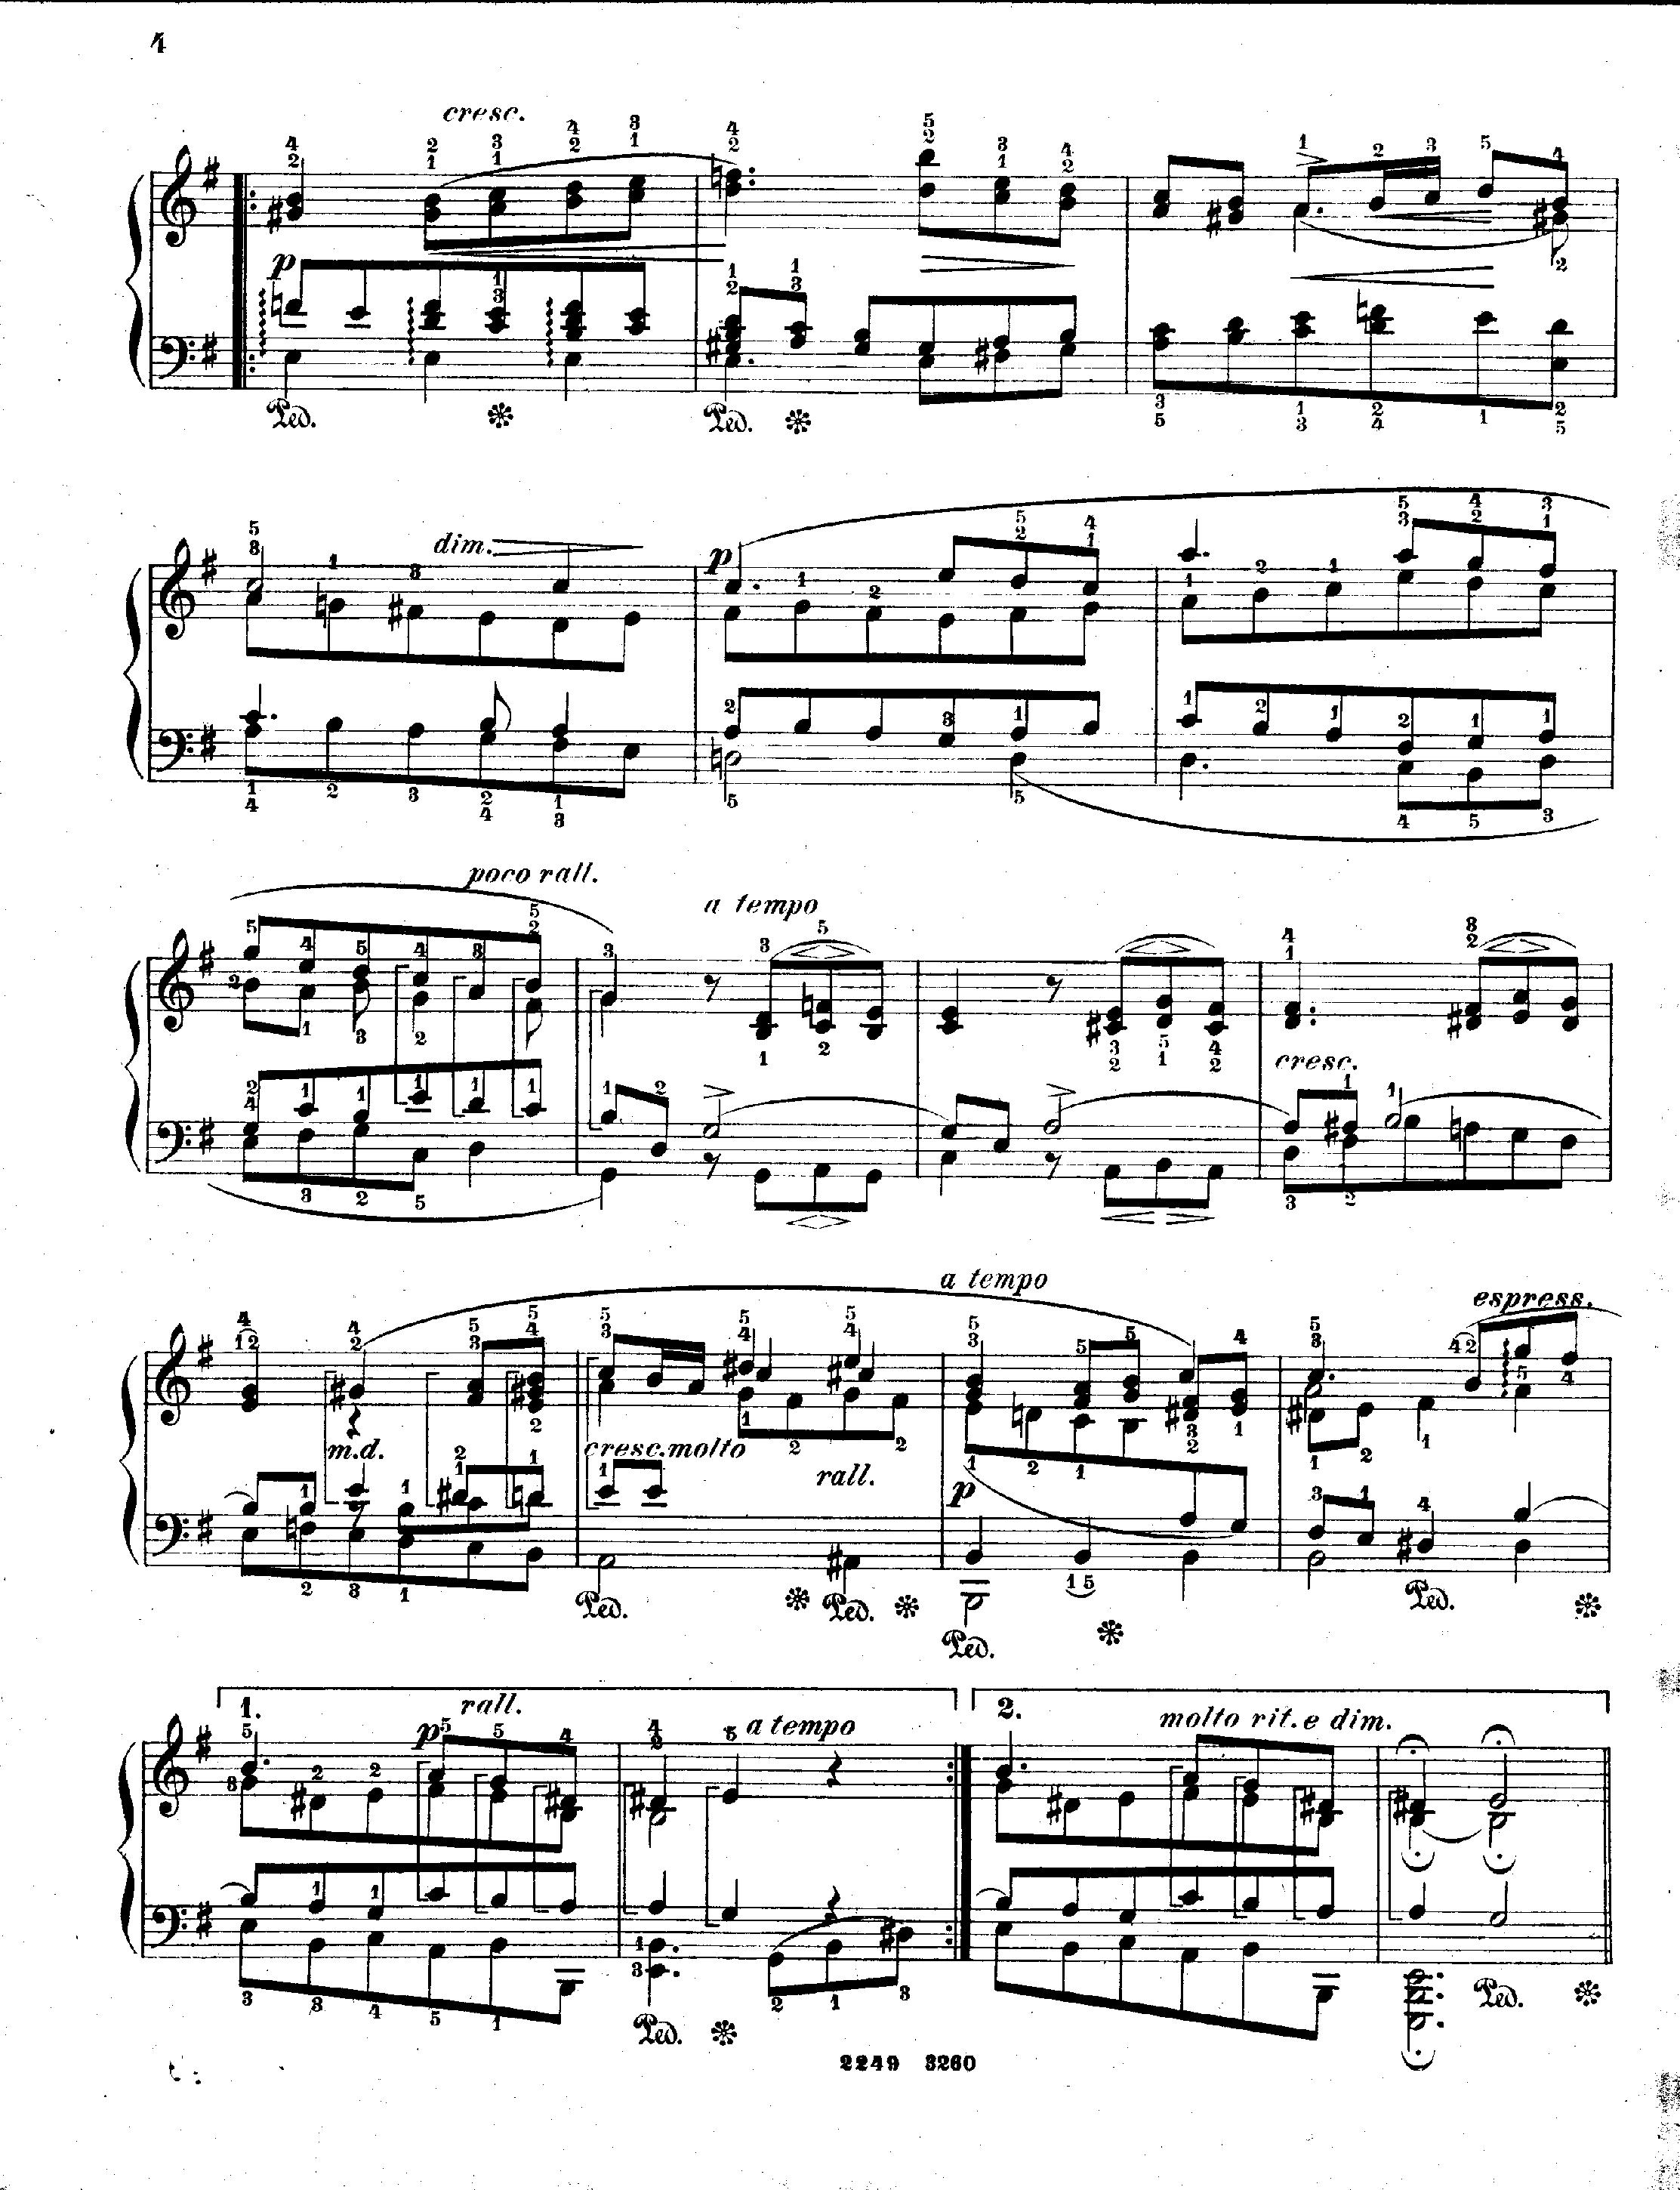 4
cresc.
p
Ped. Ped.
dim. p
poco rall. a tempo
cresc.
a tempo espress.
m.d. cresc. molto rall. p
Ped. Ped. Ped. Ped.
1. rall. p a tempo 2. molto rit. e dim.
Ped. Ped.
2249 3260